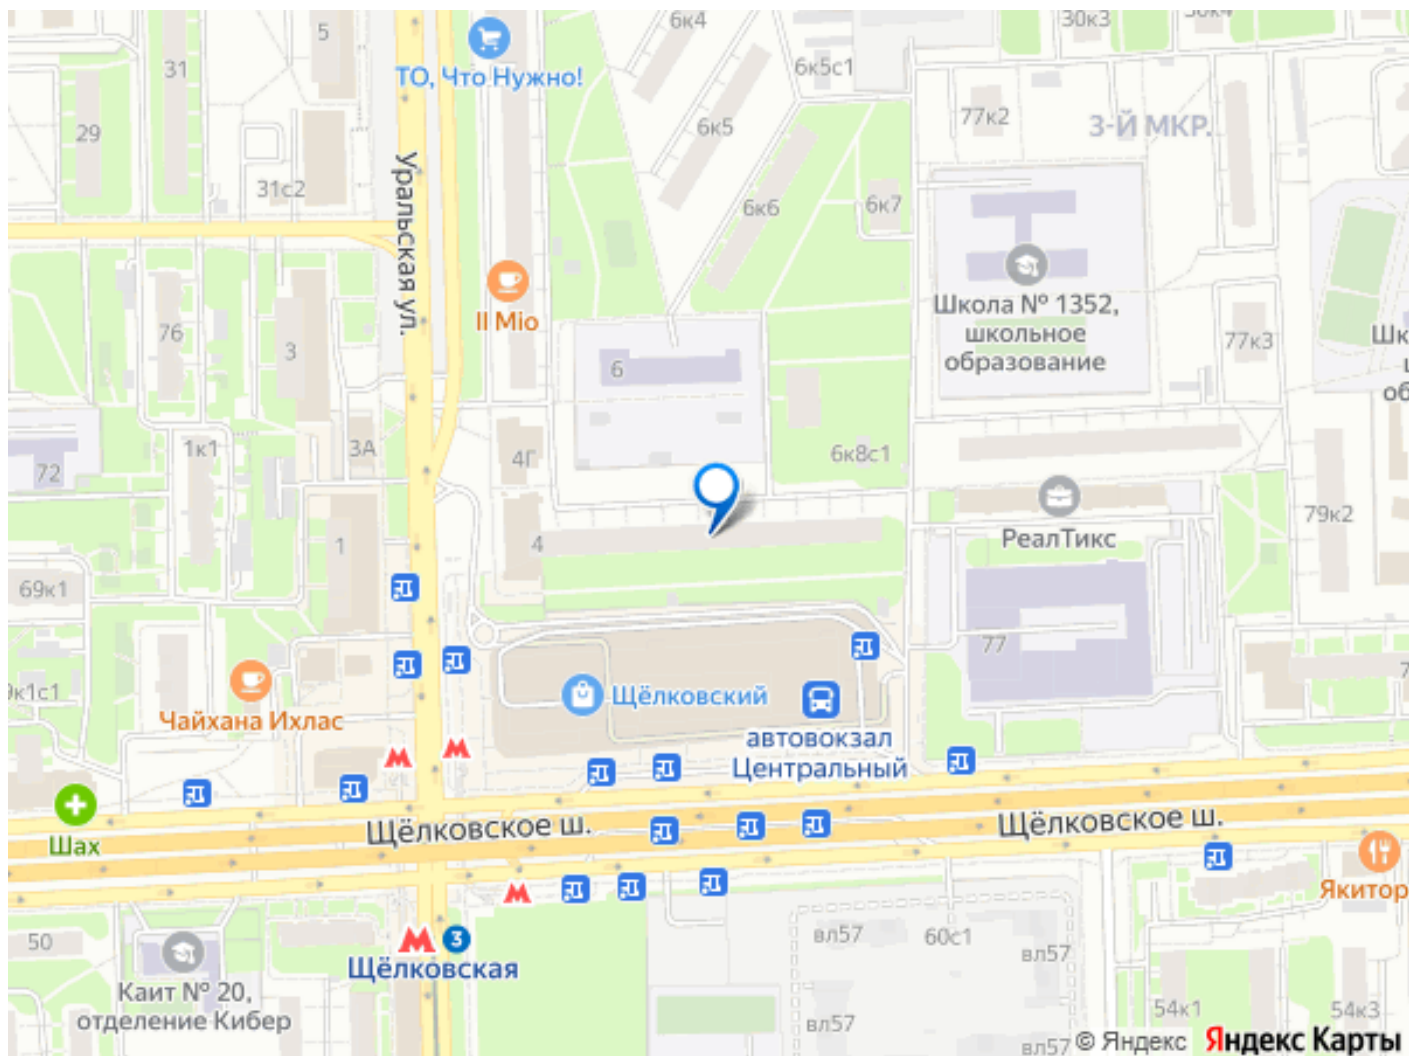 6к4
30к3
5
31
6к5с1
ТО, Что Нужно!
77к2
3-Й МКР.
6к5
29
31с2
6к6
6к7
Уральская ул.
Школа № 1352,
школьное
образование
Il Mio
76
3
77к3
6
1к1
3А
4Г
6к8с1
72
79к2
РеалТикс
1
4
69к1
77
Щёлковский
Чайхана Ихлас
автовокзал
Центральный
Шах
Щёлковское ш.
Щёлковское ш.
Якитор
3
50
Щёлковская
вл57
60с1
вл57
Каит № 20,
отделение Кибер
54к1
54к3
вл57
вл57
© Яндекс
Яндекс Карты